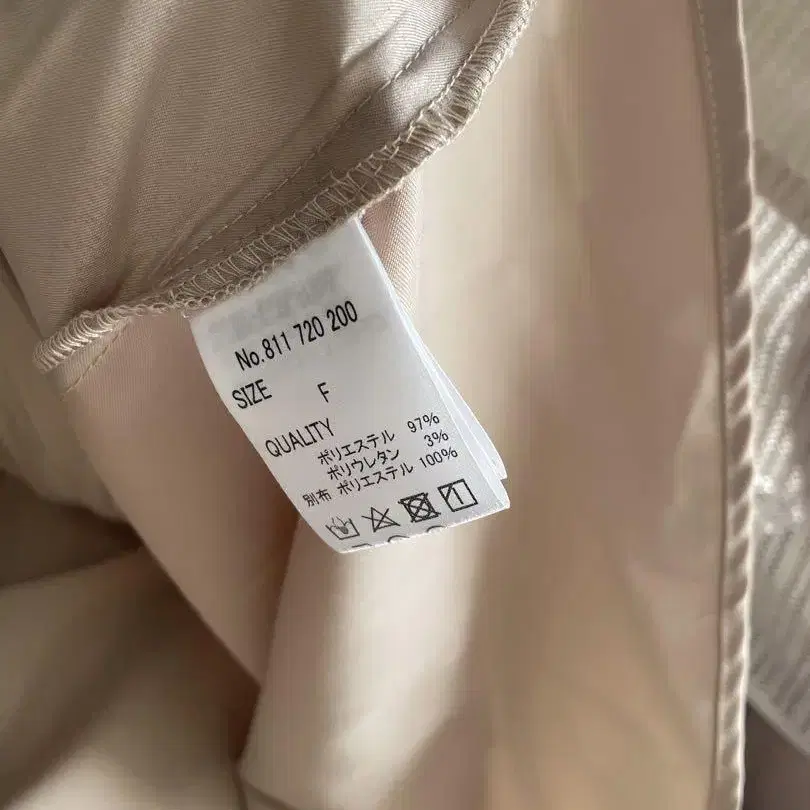 No.811 720 200
SIZE F
QUALITY
ポリエステル 97%
ポリウレタン 3%
別布 ポリエステル 100%